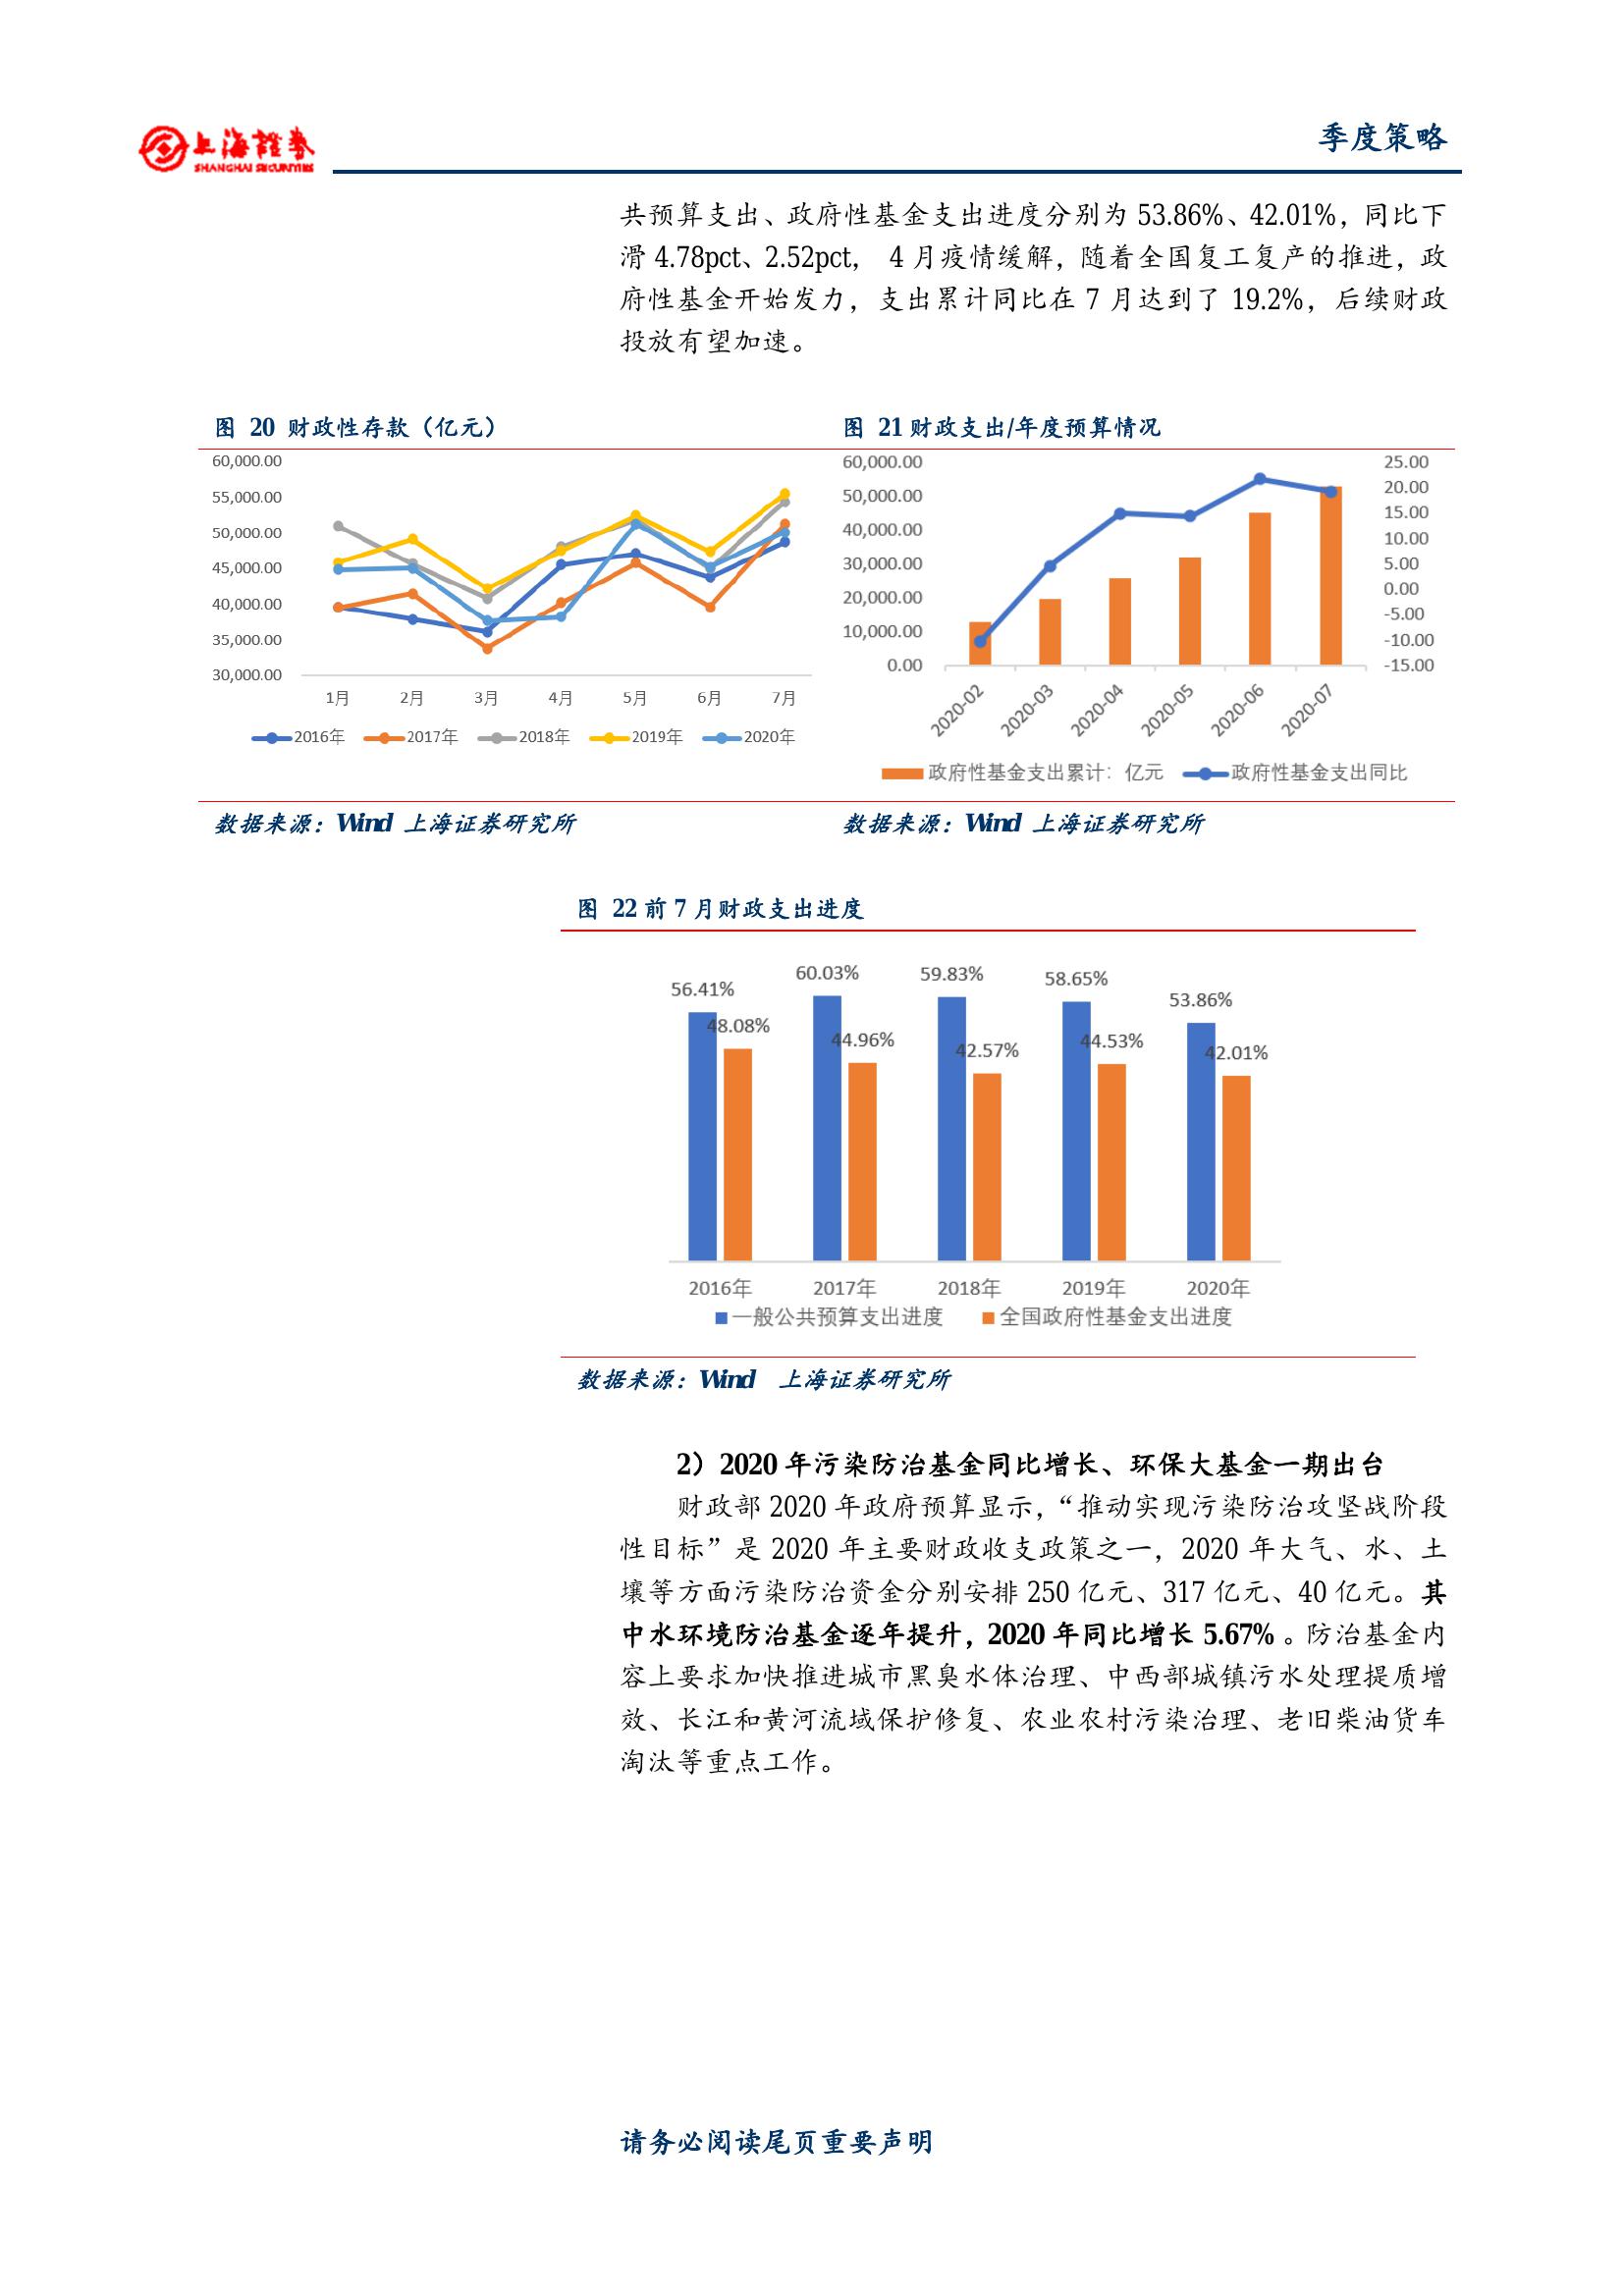 上海證券
SHANGHAI SECURITIES
季度策略
共预算支出、政府性基金支出进度分别为 53.86%、42.01%，同比下
滑 4.78pct、2.52pct， 4 月疫情缓解，随着全国复工复产的推进，政
府性基金开始发力，支出累计同比在 7 月达到了 19.2%，后续财政
投放有望加速。
图 20 财政性存款（亿元）
60,000.00
55,000.00
50,000.00
45,000.00
40,000.00
35,000.00
30,000.00
1月 2月 3月 4月 5月 6月 7月
2016年 2017年 2018年 2019年 2020年
数据来源：Wind 上海证券研究所
图 21 财政支出/年度预算情况
60,000.00
50,000.00
40,000.00
30,000.00
20,000.00
10,000.00
0.00
25.00
20.00
15.00
10.00
5.00
0.00
-5.00
-10.00
-15.00
2020-02 2020-03 2020-04 2020-05 2020-06 2020-07
政府性基金支出累计：亿元 政府性基金支出同比
数据来源：Wind 上海证券研究所
图 22 前 7 月财政支出进度
56.41% 60.03% 59.83% 58.65% 53.86%
48.08% 44.96% 42.57% 44.53% 42.01%
2016年 2017年 2018年 2019年 2020年
一般公共预算支出进度 全国政府性基金支出进度
数据来源：Wind 上海证券研究所
2）2020 年污染防治基金同比增长、环保大基金一期出台
财政部 2020 年政府预算显示，“推动实现污染防治攻坚战阶段
性目标”是 2020 年主要财政收支政策之一，2020 年大气、水、土
壤等方面污染防治资金分别安排 250 亿元、317 亿元、40 亿元。其
中水环境防治基金逐年提升，2020 年同比增长 5.67% 。防治基金内
容上要求加快推进城市黑臭水体治理、中西部城镇污水处理提质增
效、长江和黄河流域保护修复、农业农村污染治理、老旧柴油货车
淘汰等重点工作。
请务必阅读尾页重要声明